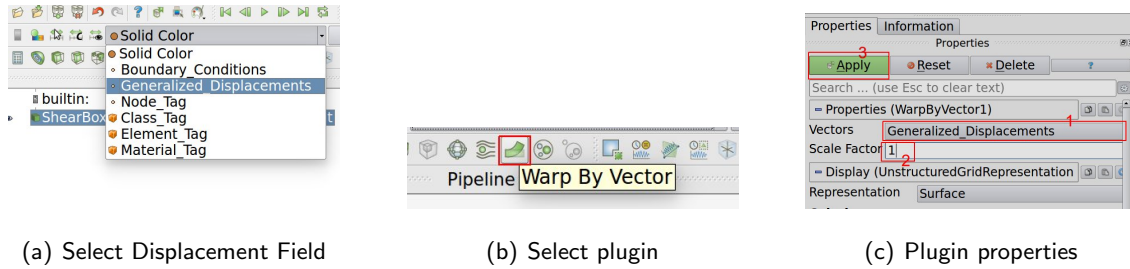 Solid Color
Solid Color
Boundary_Conditions
Generalized_Displacements
Node_Tag
Class_Tag
Element_Tag
Material_Tag
builtin:
ShearBox
t
(a) Select Displacement Field
Pipeline
Warp By Vector
(b) Select plugin
Properties Information
Properties
3
Apply Reset Delete ?
Search ... (use Esc to clear text)
Properties (WarpByVector1)
1
Vectors Generalized_Displacements
Scale Factor 1
2
Display (UnstructuredGridRepresentation
Representation Surface
(c) Plugin properties